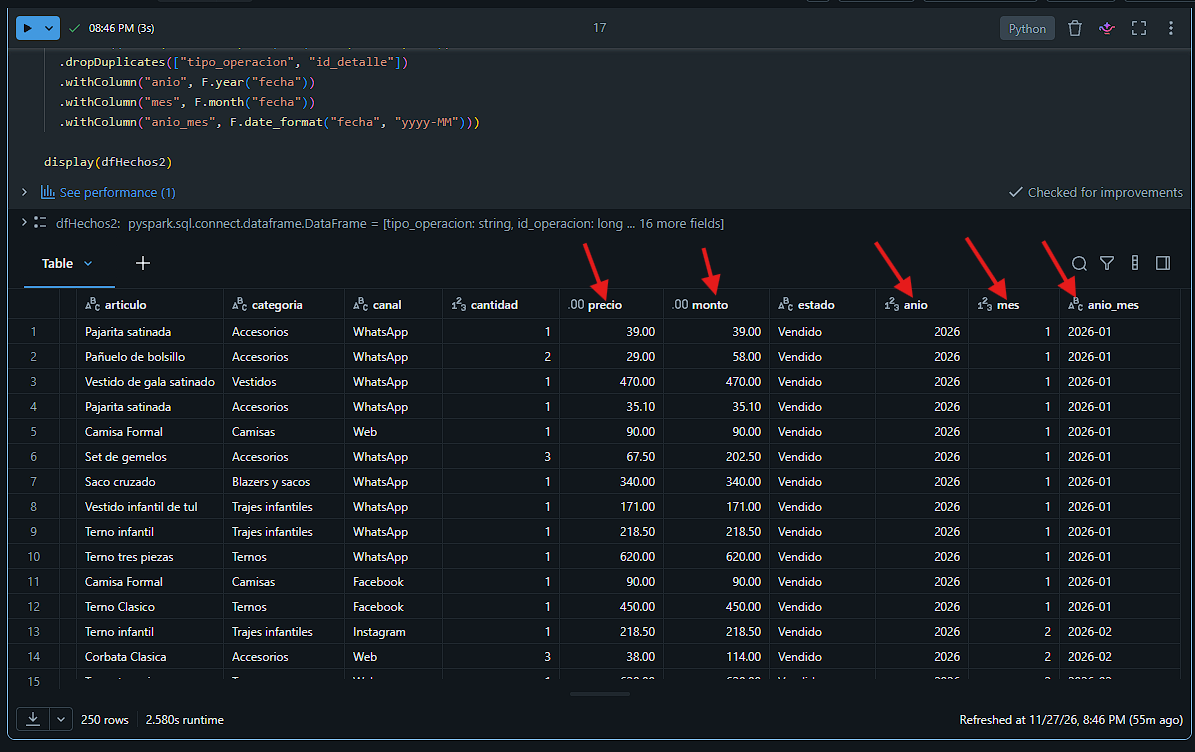 08:46 PM (3s)
17
Python
.dropDuplicates(["tipo_operacion", "id_detalle"])
.withColumn("anio", F.year("fecha"))
.withColumn("mes", F.month("fecha"))
.withColumn("anio_mes", F.date_format("fecha", "yyyy-MM")))
display(dfHechos2)
See performance (1)
Checked for improvements
dfHechos2: pyspark.sql.connect.dataframe.DataFrame = [tipo_operacion: string, id_operacion: long ... 16 more fields]
Table
articulo categoria canal cantidad .00 precio .00 monto estado anio mes anio_mes
1 Pajarita satinada Accesorios WhatsApp 1 39.00 39.00 Vendido 2026 1 2026-01
2 Pañuelo de bolsillo Accesorios WhatsApp 2 29.00 58.00 Vendido 2026 1 2026-01
3 Vestido de gala satinado Vestidos WhatsApp 1 470.00 470.00 Vendido 2026 1 2026-01
4 Pajarita satinada Accesorios WhatsApp 1 35.10 35.10 Vendido 2026 1 2026-01
5 Camisa Formal Camisas Web 1 90.00 90.00 Vendido 2026 1 2026-01
6 Set de gemelos Accesorios WhatsApp 3 67.50 202.50 Vendido 2026 1 2026-01
7 Saco cruzado Blazers y sacos WhatsApp 1 340.00 340.00 Vendido 2026 1 2026-01
8 Vestido infantil de tul Trajes infantiles WhatsApp 1 171.00 171.00 Vendido 2026 1 2026-01
9 Terno infantil Trajes infantiles WhatsApp 1 218.50 218.50 Vendido 2026 1 2026-01
10 Terno tres piezas Ternos WhatsApp 1 620.00 620.00 Vendido 2026 1 2026-01
11 Camisa Formal Camisas Facebook 1 90.00 90.00 Vendido 2026 1 2026-01
12 Terno Clasico Ternos Facebook 1 450.00 450.00 Vendido 2026 1 2026-01
13 Terno infantil Trajes infantiles Instagram 1 218.50 218.50 Vendido 2026 2 2026-02
14 Corbata Clasica Accesorios Web 3 38.00 114.00 Vendido 2026 2 2026-02
15
250 rows 2.580s runtime
Refreshed at 11/27/26, 8:46 PM (55m ago)